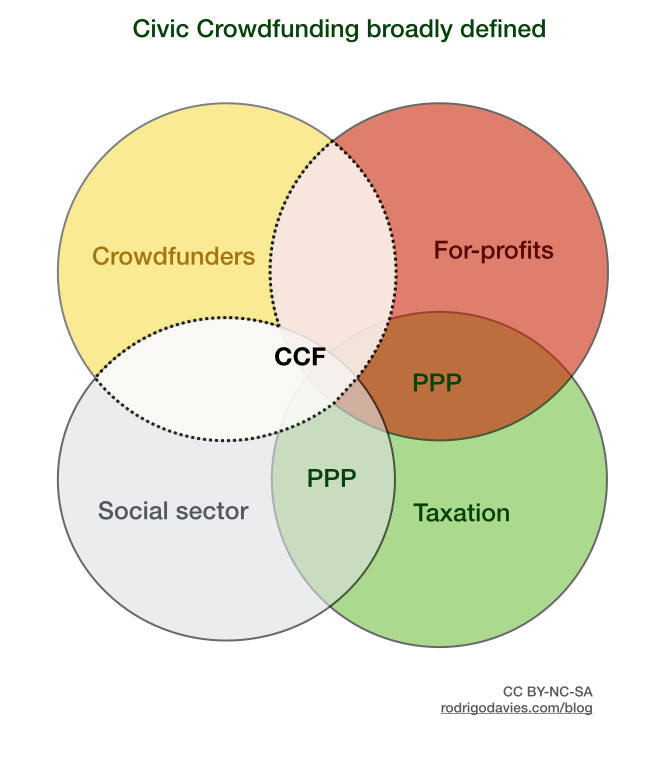 Civic Crowdfunding broadly defined
Crowdfunders
For-profits
CCF
PPP
PPP
Social sector
Taxation
CC BY-NC-SA
rodrigodavies.com/blog